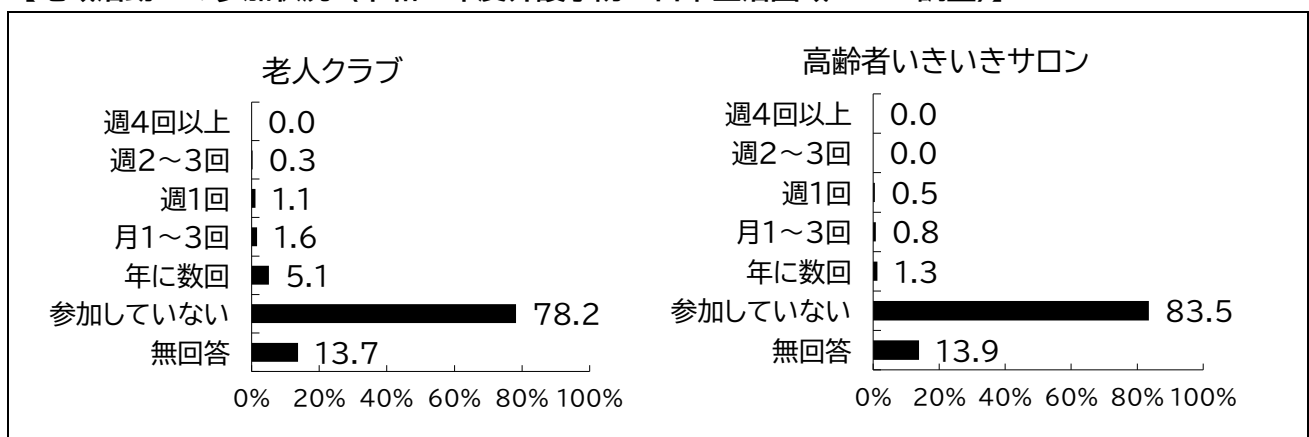 老人クラブ
週4回以上 0.0
週2～3回 0.3
週1回 1.1
月1～3回 1.6
年に数回 5.1
参加していない 78.2
無回答 13.7
0% 20% 40% 60% 80% 100%
高齢者いきいきサロン
週4回以上 0.0
週2～3回 0.0
週1回 0.5
月1～3回 0.8
年に数回 1.3
参加していない 83.5
無回答 13.9
0% 20% 40% 60% 80% 100%